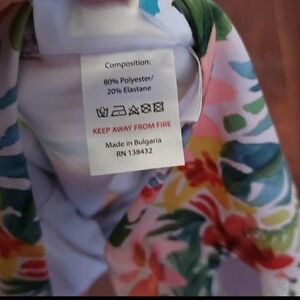 Composition:
80% Polyester/
20% Elastane
KEEP AWAY FROM FIRE
Made in Bulgaria
RN 138432